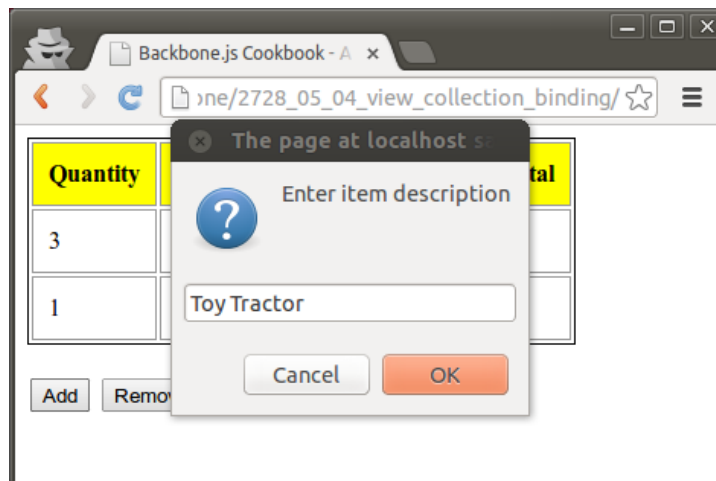 Backbone.js Cookbook - A
one/2728_05_04_view_collection_binding/
The page at localhost
Quantity
tal
Enter item description
3
1
Toy Tractor
Cancel OK
Add Remov